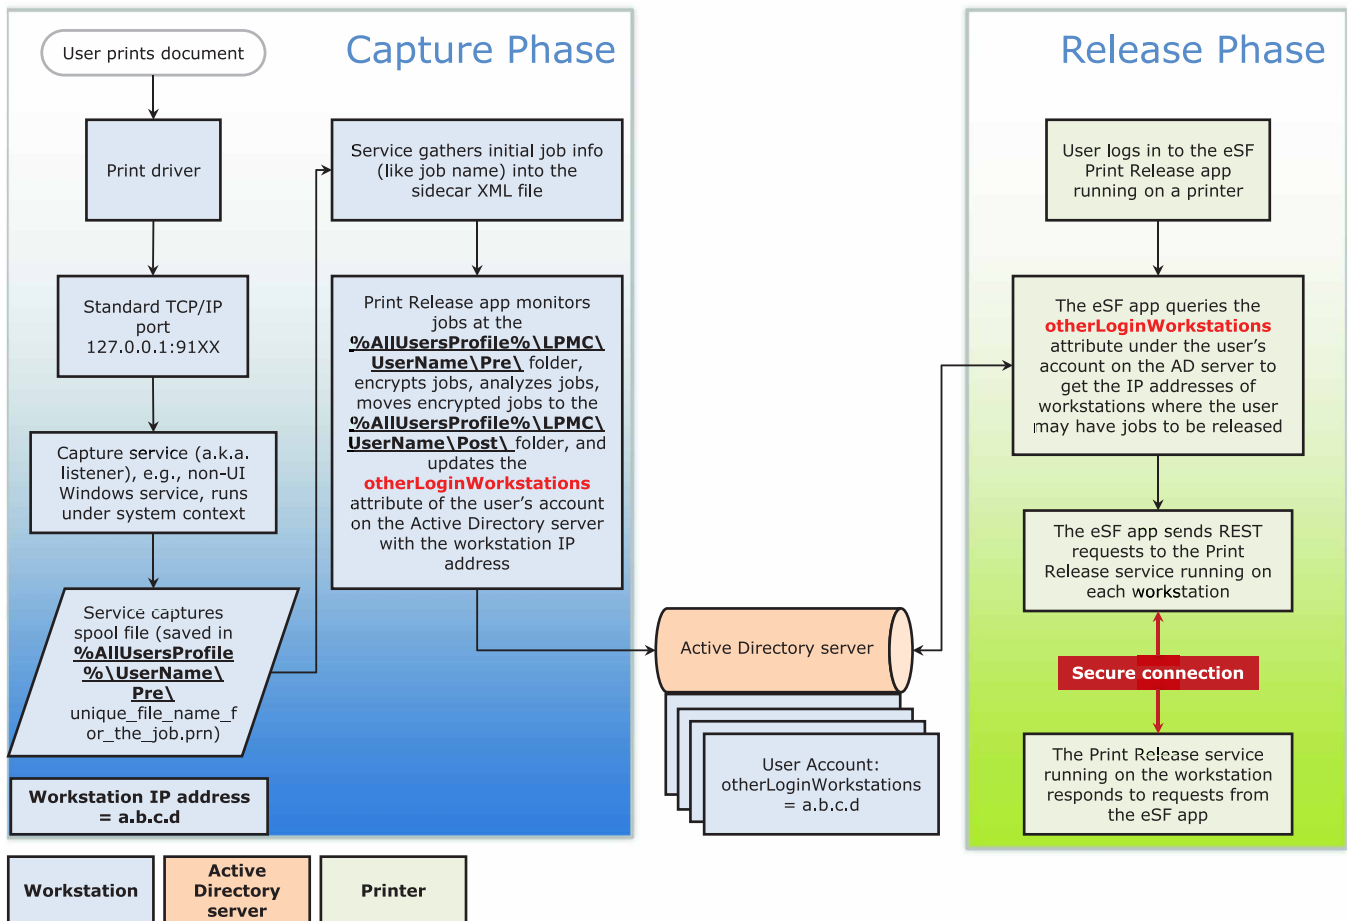 Capture Phase
User prints document
Print driver
Standard TCP/IP
port
127.0.0.1:91XX
Capture service (a.k.a.
listener), e.g., non-UI
Windows service, runs
under system context
Service captures
spool file (saved in
%AllUsersProfile
%\UserName\
Pre\
unique_file_name_f
or_the_job.prn)
Workstation IP address
= a.b.c.d
Service gathers initial job info
(like job name) into the
sidecar XML file
Print Release app monitors
jobs at the
%AllUsersProfile%\LPMC\
UserName\Pre\ folder,
encrypts jobs, analyzes jobs,
moves encrypted jobs to the
%AllUsersProfile%\LPMC\
UserName\Post\ folder, and
updates the
otherLoginWorkstations
attribute of the user’s account
on the Active Directory server
with the workstation IP
address
Active Directory server
User Account:
otherLoginWorkstations
= a.b.c.d
Release Phase
User logs in to the eSF
Print Release app
running on a printer
The eSF app queries the
otherLoginWorkstations
attribute under the user’s
account on the AD server to
get the IP addresses of
workstations where the user
may have jobs to be released
The eSF app sends REST
requests to the Print
Release service running on
each workstation
Secure connection
The Print Release service
running on the workstation
responds to requests from
the eSF app
Workstation
Active
Directory
server
Printer